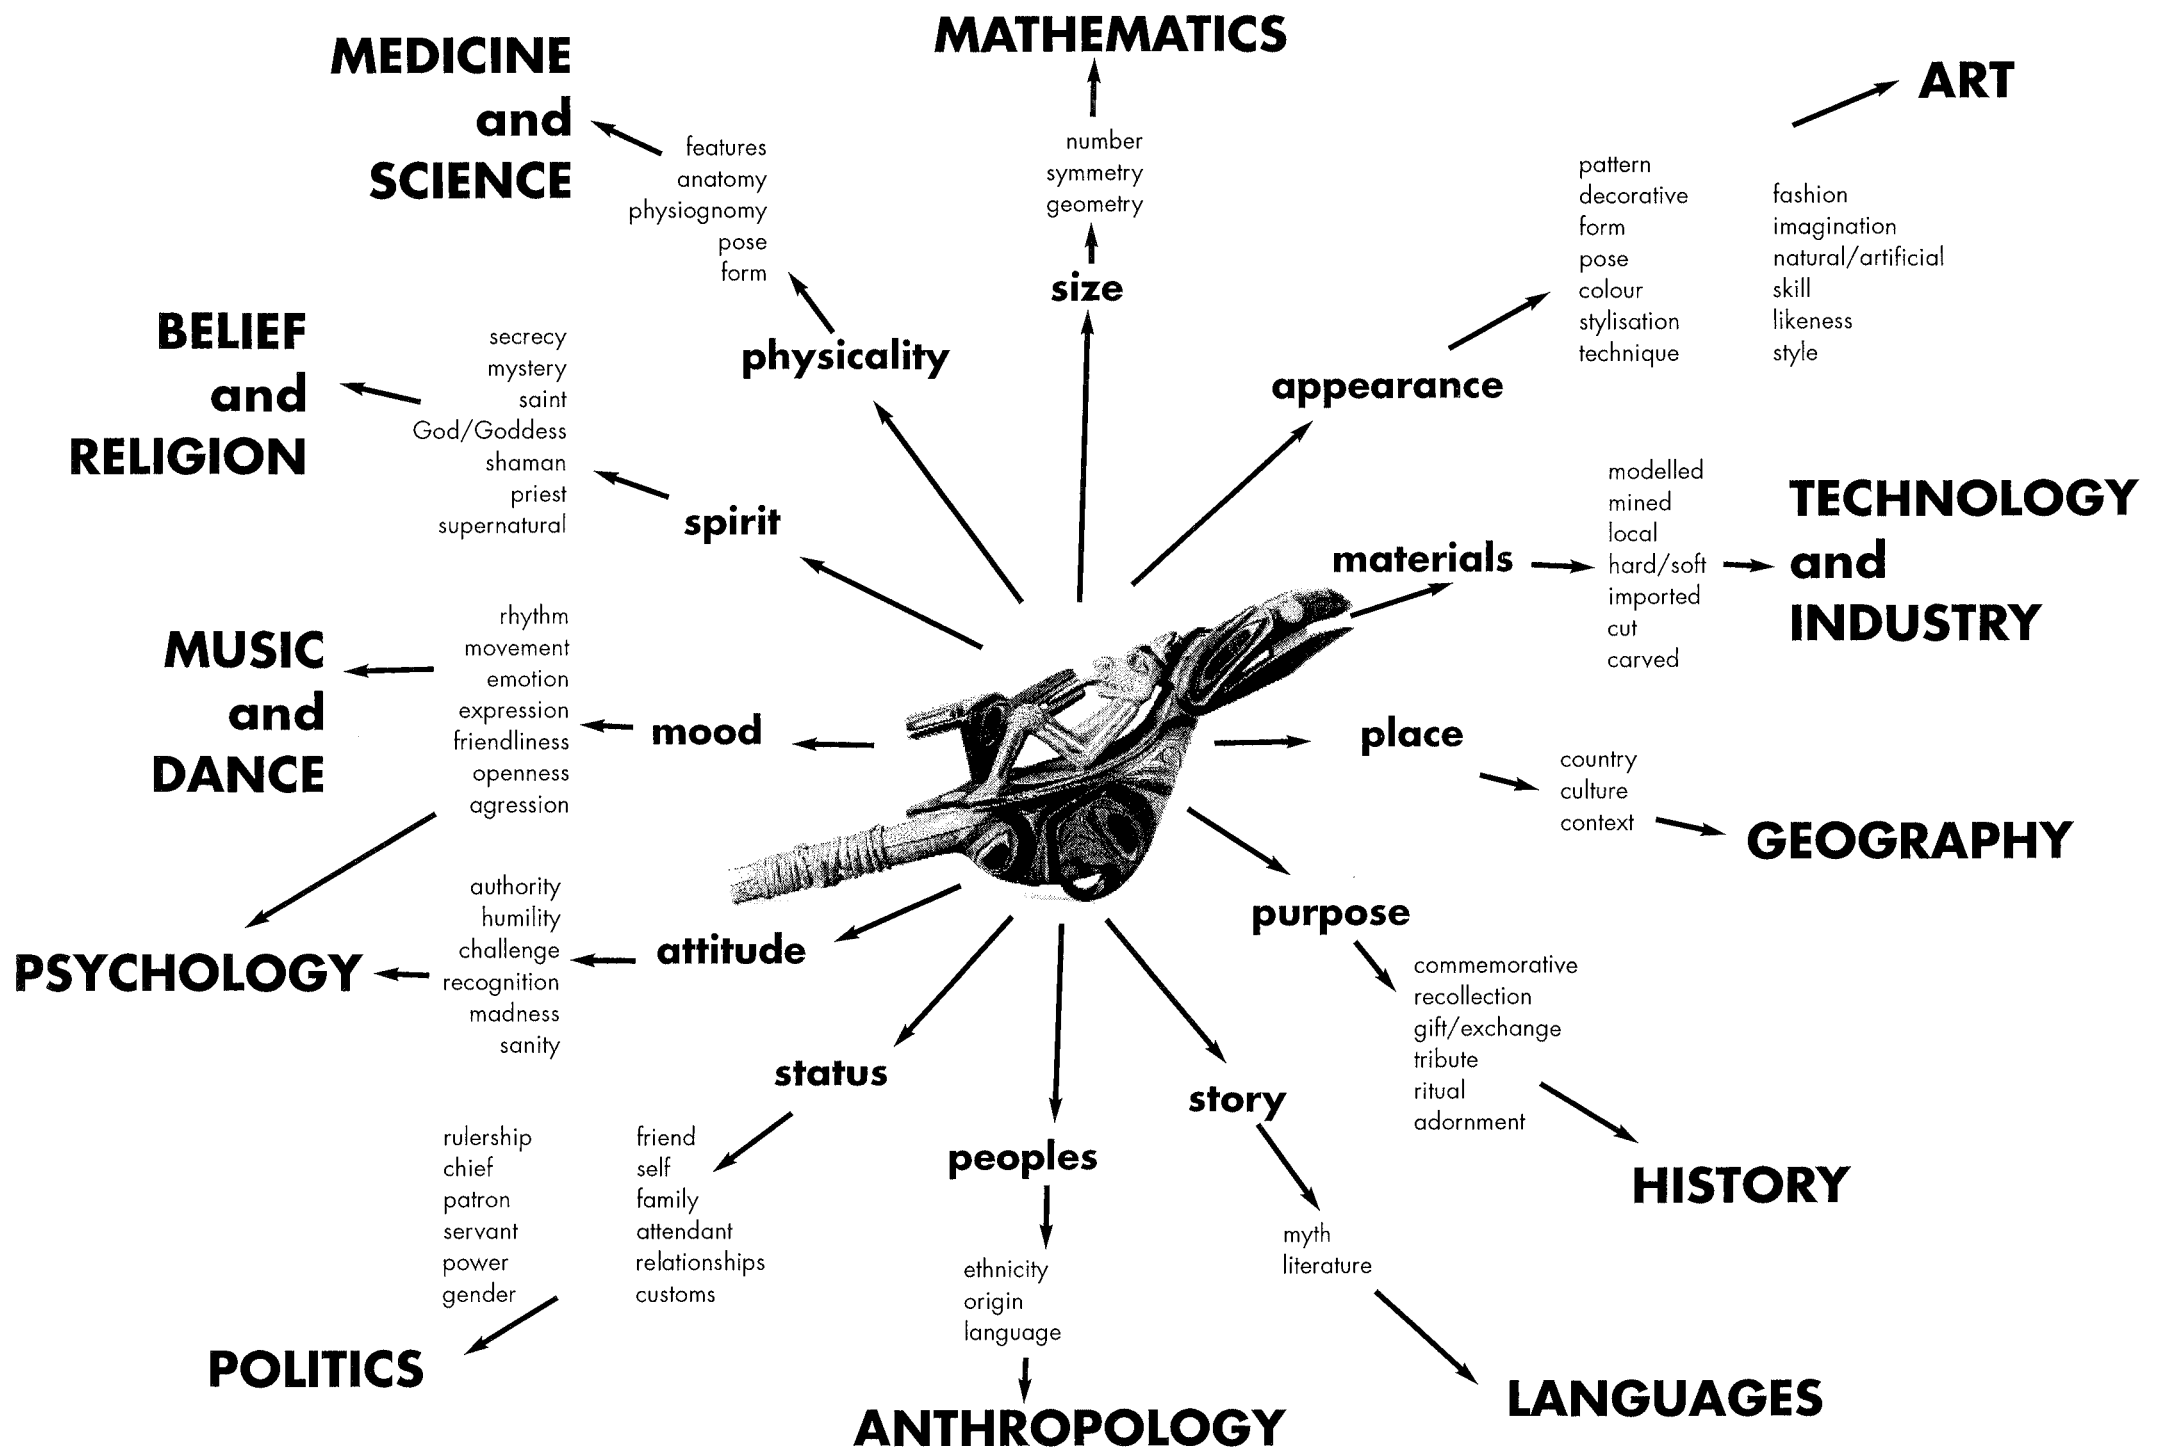 MATHEMATICS
number
symmetry
geometry
size
ART
pattern
decorative
form
pose
colour
stylisation
technique
fashion
imagination
natural/artificial
skill
likeness
style
appearance
TECHNOLOGY
and
INDUSTRY
modelled
mined
local
hard/soft
imported
cut
carved
materials
place
country
culture
context
GEOGRAPHY
purpose
commemorative
recollection
gift/exchange
tribute
ritual
adornment
HISTORY
story
myth
literature
LANGUAGES
peoples
ethnicity
origin
language
ANTHROPOLOGY
status
friend
self
family
attendant
relationships
customs
rulership
chief
patron
servant
power
gender
POLITICS
attitude
authority
humility
challenge
recognition
madness
sanity
PSYCHOLOGY
mood
rhythm
movement
emotion
expression
friendliness
openness
agression
MUSIC
and
DANCE
spirit
secrecy
mystery
saint
God/Goddess
shaman
priest
supernatural
BELIEF
and
RELIGION
physicality
features
anatomy
physiognomy
pose
form
MEDICINE
and
SCIENCE